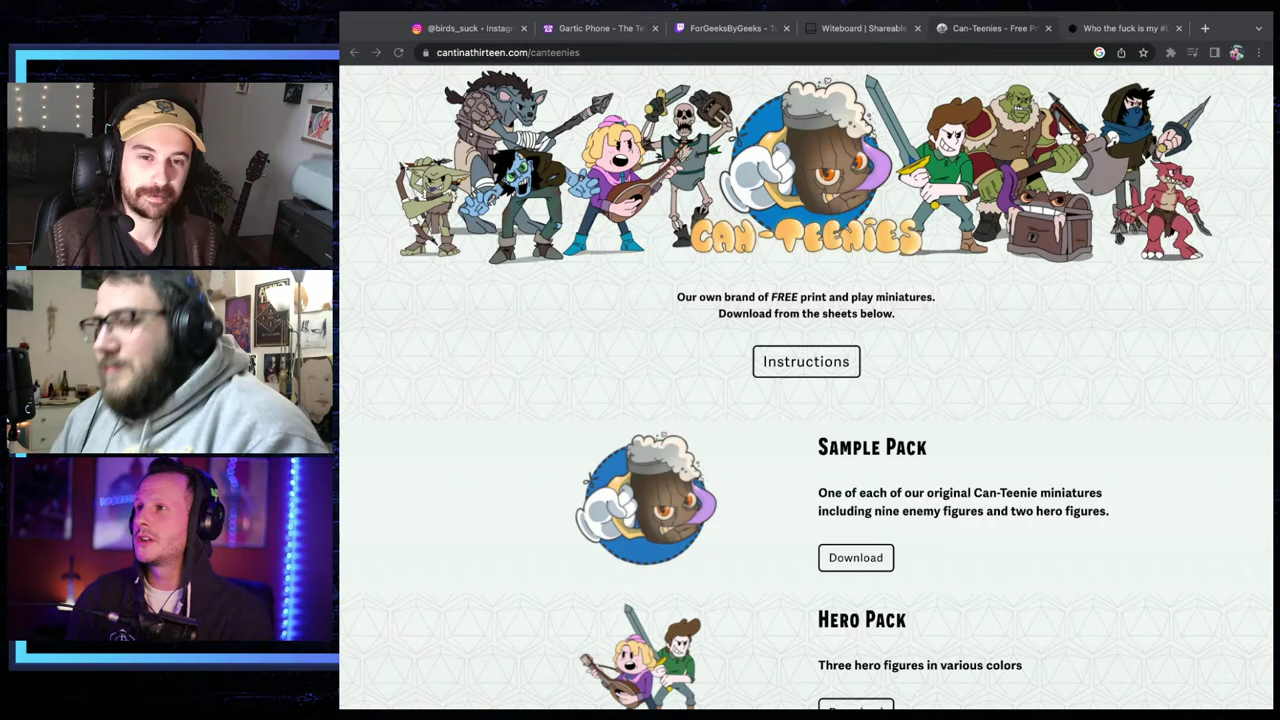 @birds_suck • Instagr
Gartic Phone - The Te
ForGeeksByGeeks - Tw
Witeboard | Shareable
Can-Teenies - Free Pr
Who the fuck is my #D
cantinathirteen.com/canteenies
CAN-TEENIES
Our own brand of FREE print and play miniatures.
Download from the sheets below.
Instructions
SAMPLE PACK
One of each of our original Can-Teenie miniatures
including nine enemy figures and two hero figures.
Download
HERO PACK
Three hero figures in various colors
Download